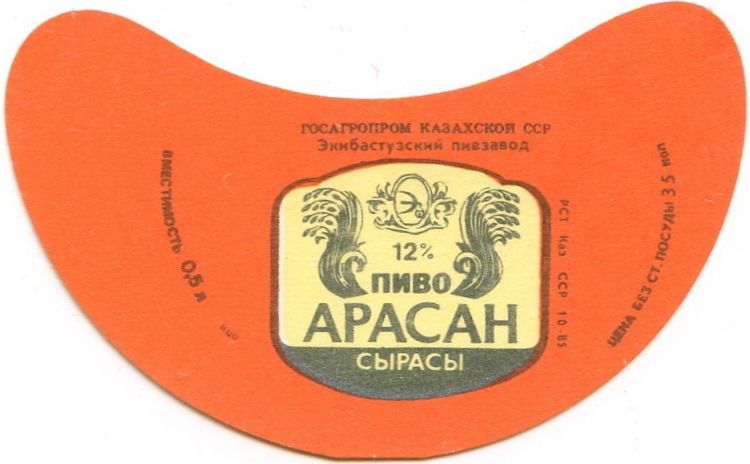 ГОСАГРОПРОМ КАЗАХСКОЙ ССР
Экибастузский пивзавод
ВМЕСТИМОСТЬ 0,5 л
нцо
Э
12%
ПИВО
АРАСАН
СЫРАСЫ
РСТ Каз ССР 10-85
ЦЕНА БЕЗ СТ. ПОСУДЫ 35 коп